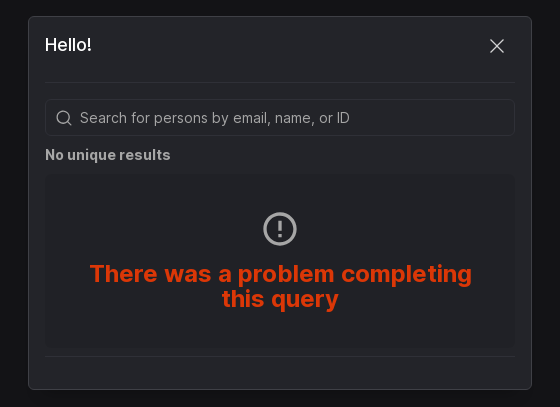 Hello!
Search for persons by email, name, or ID
No unique results
There was a problem completing
this query